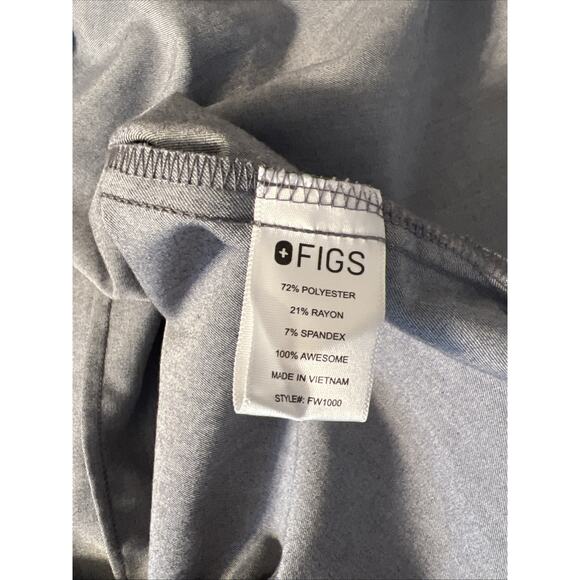 FIGS
72% POLYESTER
21% RAYON
7% SPANDEX
100% AWESOME
MADE IN VIETNAM
STYLE#: FW1000